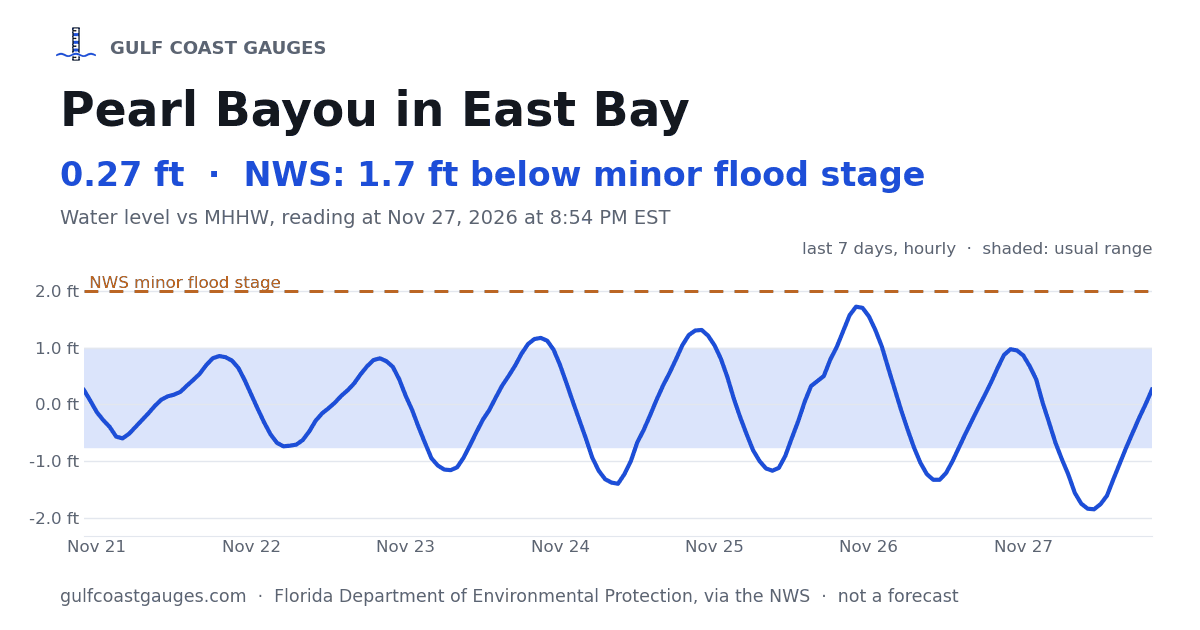 GULF COAST GAUGES
Pearl Bayou in East Bay
0.27 ft · NWS: 1.7 ft below minor flood stage
Water level vs MHHW, reading at Nov 27, 2026 at 8:54 PM EST
last 7 days, hourly · shaded: usual range
NWS minor flood stage
2.0 ft
1.0 ft
0.0 ft
-1.0 ft
-2.0 ft
Nov 21 Nov 22 Nov 23 Nov 24 Nov 25 Nov 26 Nov 27
gulfcoastgauges.com · Florida Department of Environmental Protection, via the NWS · not a forecast